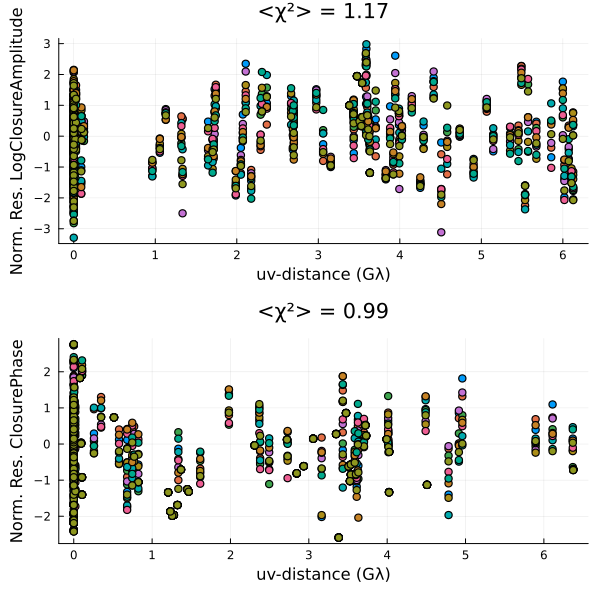 <χ²> = 1.17
Norm. Res. LogClosureAmplitude
3
2
1
0
−1
−2
−3
0 1 2 3 4 5 6
uv-distance (Gλ)
<χ²> = 0.99
Norm. Res. ClosurePhase
2
1
0
−1
−2
0 1 2 3 4 5 6
uv-distance (Gλ)